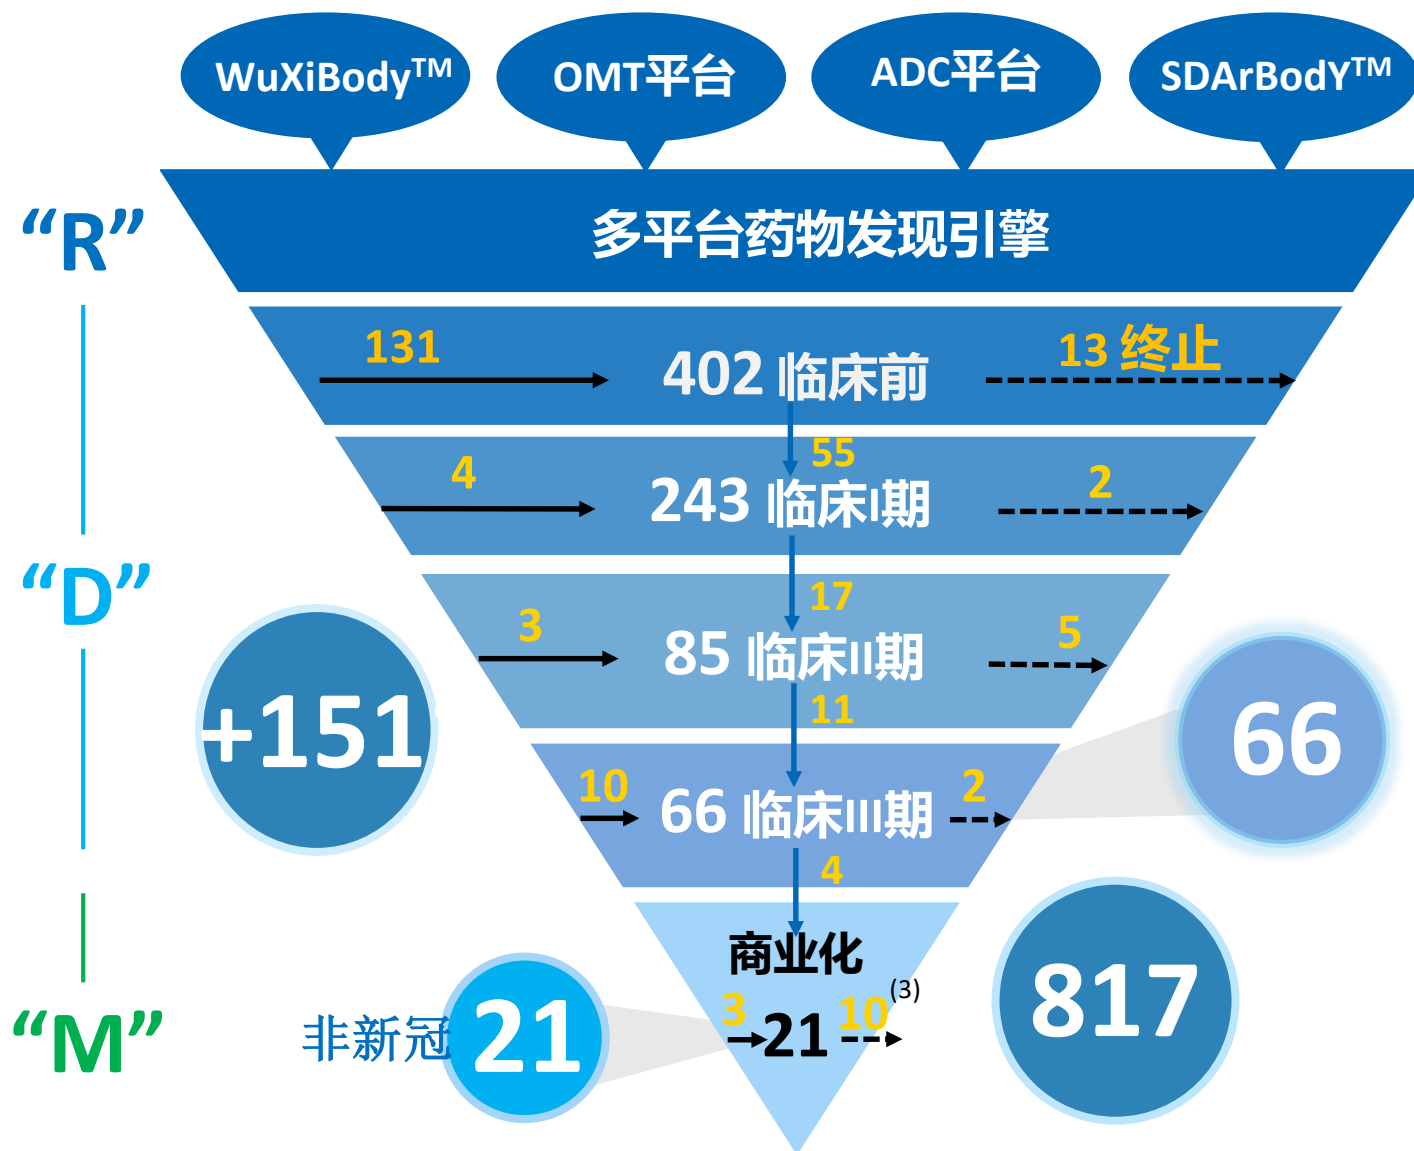 WuXiBody™
OMT平台
ADC平台
SDArBodY™
“R”
多平台药物发现引擎
131
402 临床前
13 终止
55
4
243 临床I期
2
“D”
17
3
85 临床II期
5
11
+151
66
10
66 临床III期
2
4
商业化
817
“M”
非新冠 21
3
21
10(3)